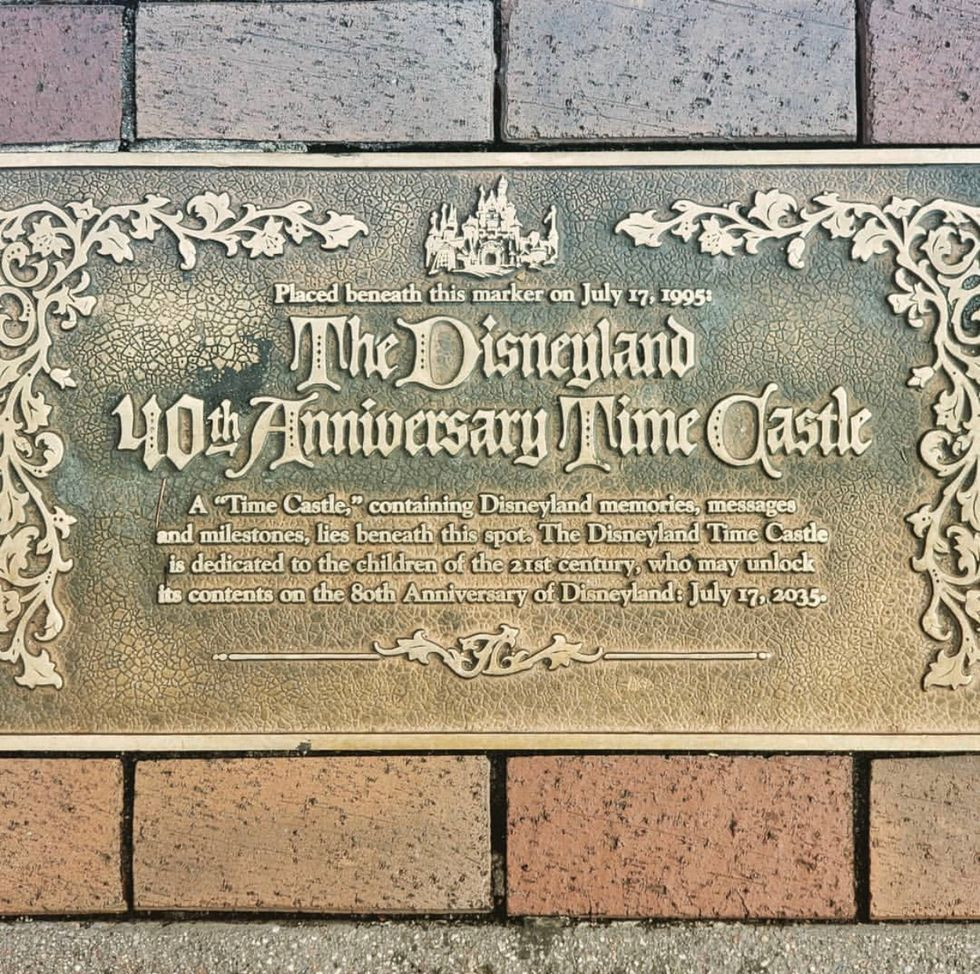 Placed beneath this marker on July 17, 1995:
The Disneyland
40th Anniversary Time Castle
A “Time Castle,” containing Disneyland memories, messages
and milestones, lies beneath this spot. The Disneyland Time Castle
is dedicated to the children of the 21st century, who may unlock
its contents on the 80th Anniversary of Disneyland: July 17, 2035.